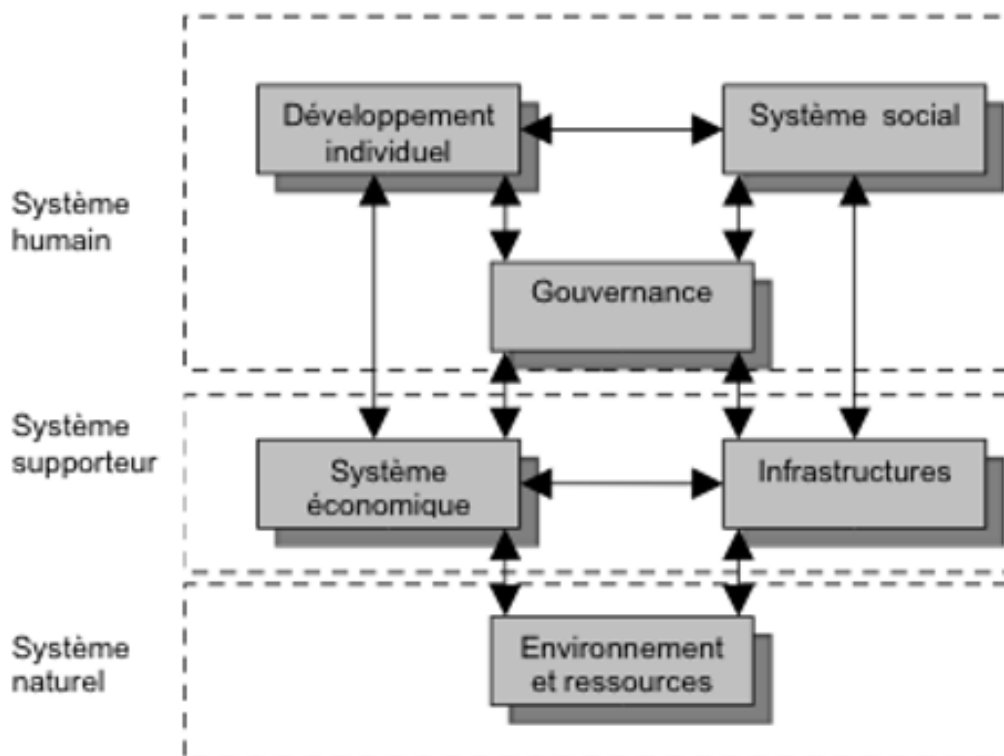 Développement
individuel
Système social
Système
humain
Gouvernance
Système
supporteur
Système
économique
Infrastructures
Système
naturel
Environnement
et ressources